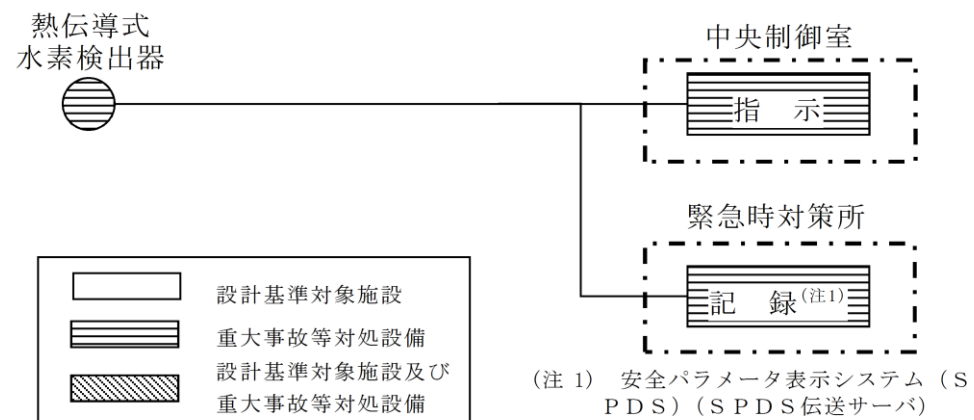 熱伝導式
水素検出器
中央制御室
指 示
緊急時対策所
記 録(注1)
設計基準対象施設
重大事故等対処設備
設計基準対象施設及び
重大事故等対処設備
(注 1) 安全パラメータ表示システム(S
PDS)(SPDS伝送サーバ)